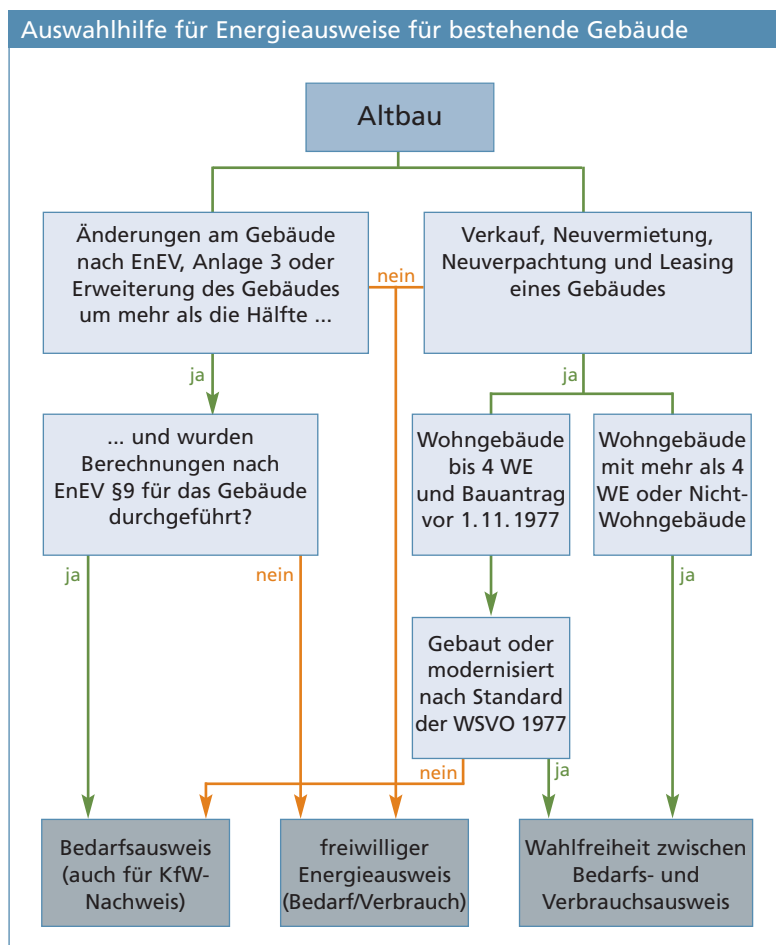 Auswahlhilfe für Energieausweise für bestehende Gebäude
Altbau
Änderungen am Gebäude
nach EnEV, Anlage 3 oder
Erweiterung des Gebäudes
um mehr als die Hälfte ...
nein
Verkauf, Neuvermietung,
Neuverpachtung und Leasing
eines Gebäudes
ja
ja
... und wurden
Berechnungen nach
EnEV §9 für das Gebäude
durchgeführt?
Wohngebäude
bis 4 WE
und Bauantrag
vor 1.11.1977
Wohngebäude
mit mehr als 4
WE oder Nicht-
Wohngebäude
ja
nein
ja
Gebaut oder
modernisiert
nach Standard
der WSVO 1977
nein
ja
Bedarfsausweis
(auch für KfW-
Nachweis)
freiwilliger
Energieausweis
(Bedarf/Verbrauch)
Wahlfreiheit zwischen
Bedarfs- und
Verbrauchsausweis